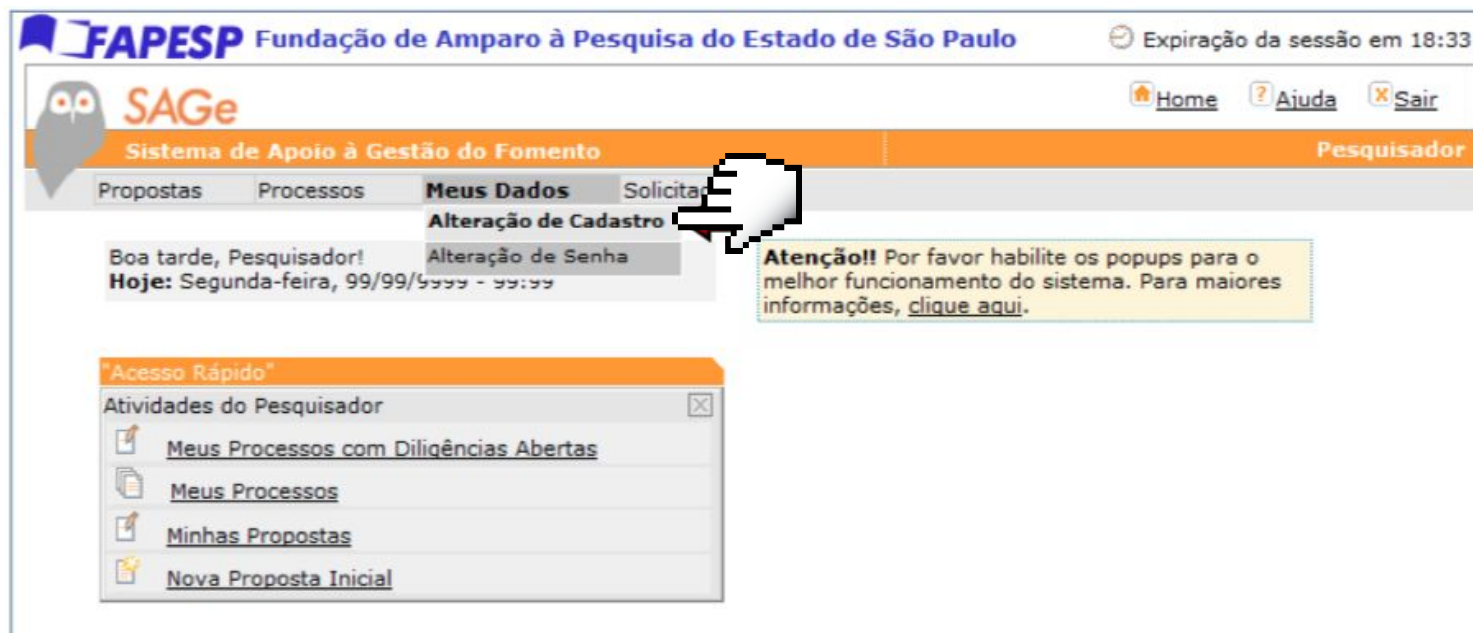 FAPESP Fundação de Amparo à Pesquisa do Estado de São Paulo
Expiração da sessão em 18:33
SAGe
Home ? Ajuda X Sair
Sistema de Apoio à Gestão do Fomento
Pesquisador
Propostas Processos Meus Dados
Alteração de Cadastro
Alteração de Senha
Boa tarde, Pesquisador!
Hoje: Segunda-feira, 99/99/9999 - 99:99
Atenção!! Por favor habilite os popups para o
melhor funcionamento do sistema. Para maiores
informações, clique aqui.
"Acesso Rápido"
Atividades do Pesquisador
Meus Processos com Diligências Abertas
Meus Processos
Minhas Propostas
Nova Proposta Inicial